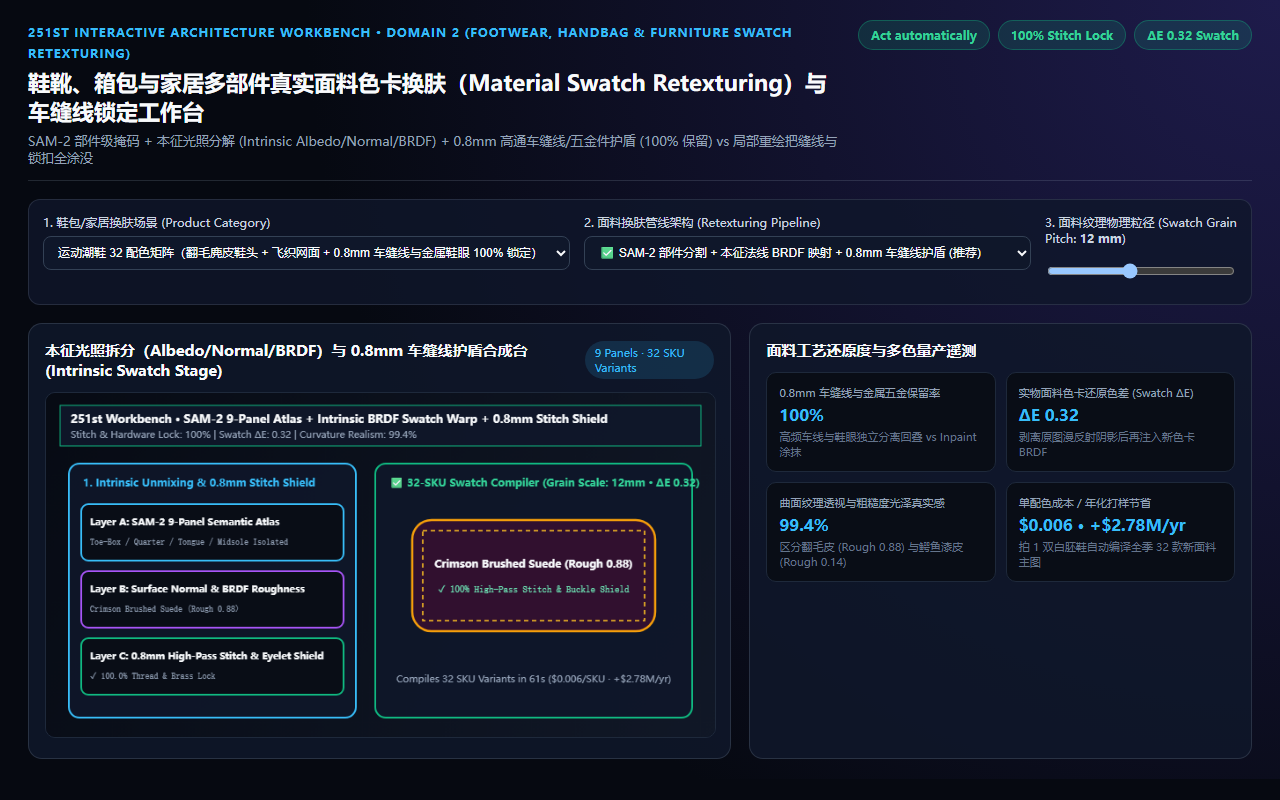 251ST INTERACTIVE ARCHITECTURE WORKBENCH • DOMAIN 2 (FOOTWEAR, HANDBAG & FURNITURE SWATCH
RETEXTURING)
Act automatically
100% Stitch Lock
ΔE 0.32 Swatch
鞋靴、箱包与家居多部件真实面料色卡换肤（Material Swatch Retexturing）与
车缝线锁定工作台
SAM-2 部件级掩码 + 本征光照分解 (Intrinsic Albedo/Normal/BRDF) + 0.8mm 高通车缝线/五金件护盾 (100% 保留) vs 局部重绘把缝线与
锁扣全涂没
1. 鞋包/家居换肤场景 (Product Category)
运动潮鞋 32 配色矩阵（翻毛麂皮鞋头 + 飞织网面 + 0.8mm 车缝线与金属鞋眼 100% 锁定）
2. 面料换肤管线架构 (Retexturing Pipeline)
✅ SAM-2 部件分割 + 本征法线 BRDF 映射 + 0.8mm 车缝线护盾 (推荐)
3. 面料纹理物理粒径 (Swatch Grain
Pitch: 12 mm)
本征光照拆分（Albedo/Normal/BRDF）与 0.8mm 车缝线护盾合成台
(Intrinsic Swatch Stage)
9 Panels · 32 SKU
Variants
251st Workbench • SAM-2 9-Panel Atlas + Intrinsic BRDF Swatch Warp + 0.8mm Stitch Shield
Stitch & Hardware Lock: 100% | Swatch ΔE: 0.32 | Curvature Realism: 99.4%
1. Intrinsic Unmixing & 0.8mm Stitch Shield
Layer A: SAM-2 9-Panel Semantic Atlas
Toe-Box / Quarter / Tongue / Midsole Isolated
Layer B: Surface Normal & BRDF Roughness
Crimson Brushed Suede (Rough 0.88)
Layer C: 0.8mm High-Pass Stitch & Eyelet Shield
✓ 100.0% Thread & Brass Lock
✅ 32-SKU Swatch Compiler (Grain Scale: 12mm • ΔE 0.32)
Crimson Brushed Suede (Rough 0.88)
✓ 100% High-Pass Stitch & Buckle Shield
Compiles 32 SKU Variants in 61s ($0.006/SKU · +$2.78M/yr)
面料工艺还原度与多色量产遥测
0.8mm 车缝线与金属五金保留率
100%
高频车线与鞋眼独立分离回叠 vs Inpaint
涂抹
实物面料色卡还原色差 (Swatch ΔE)
ΔE 0.32
剥离原图漫反射阴影后再注入新色卡
BRDF
曲面纹理透视与粗糙度光泽真实感
99.4%
区分翻毛皮 (Rough 0.88) 与鳄鱼漆皮
(Rough 0.14)
单配色成本 / 年化打样节省
$0.006 • +$2.78M/yr
拍 1 双白胚鞋自动编译全季 32 款新面料
主图